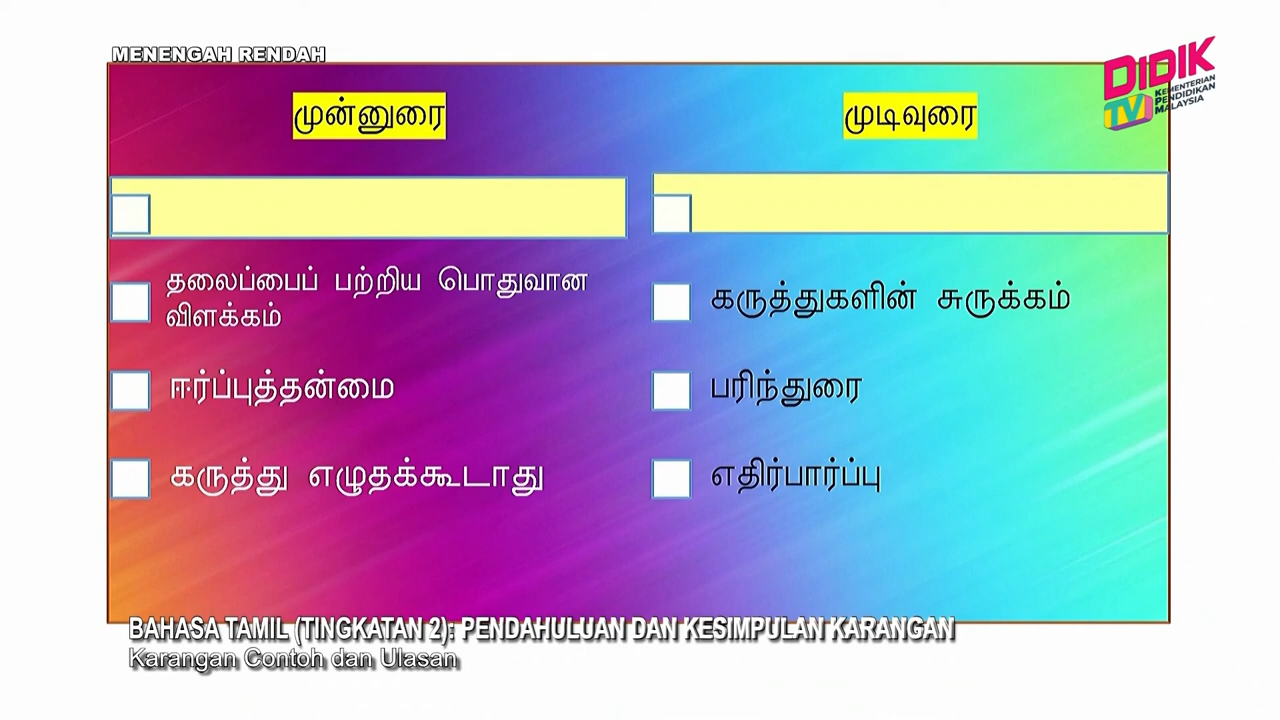 MENENGAH RENDAH
DIDIK
TV
KEMENTERIAN
PENDIDIKAN
MALAYSIA
முன்னுரை
தலைப்பைப் பற்றிய பொதுவான
விளக்கம்
ஈர்ப்புத்தன்மை
கருத்து எழுதக்கூடாது
முடிவுரை
கருத்துகளின் சுருக்கம்
பரிந்துரை
எதிர்பார்ப்பு
BAHASA TAMIL (TINGKATAN 2): PENDAHULUAN DAN KESIMPULAN KARANGAN
Karangan Contoh dan Ulasan